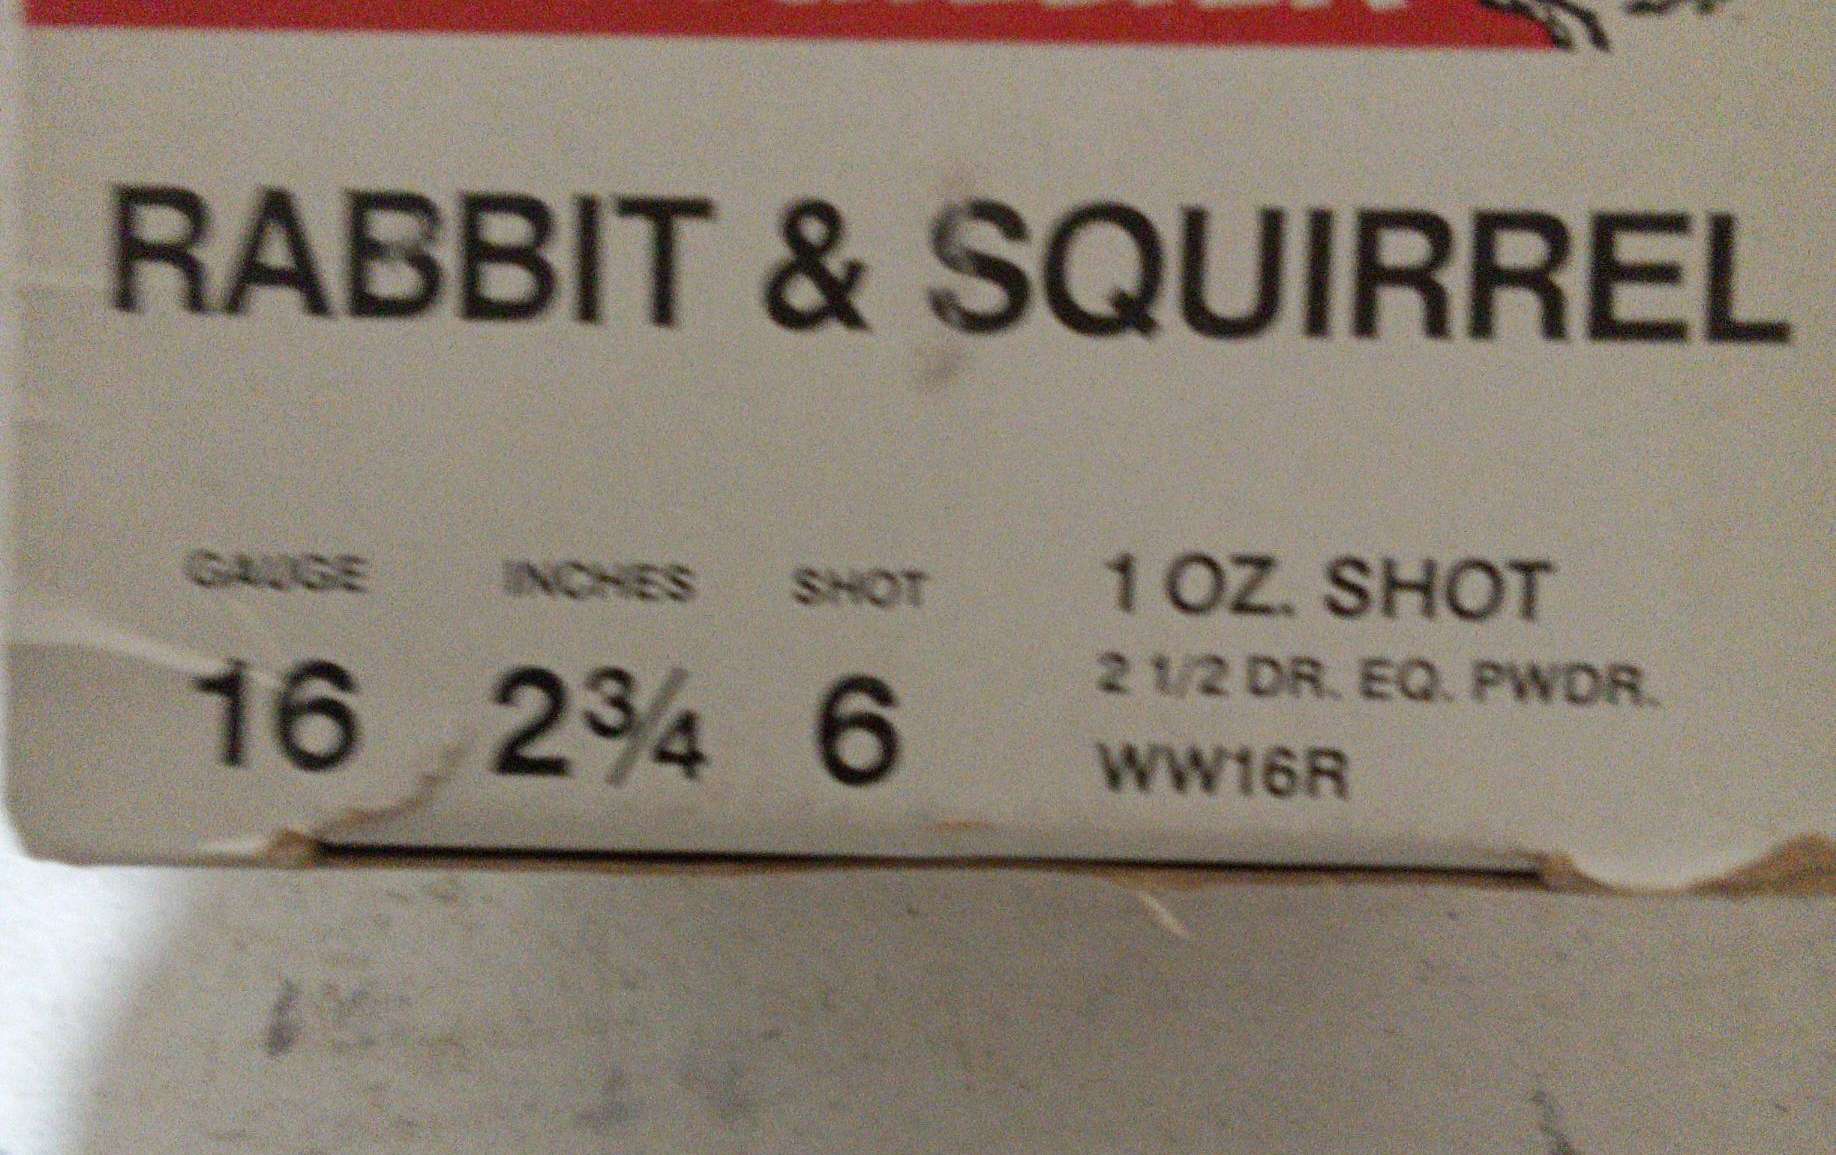 RABBIT & SQUIRREL
GAUGE INCHES SHOT
16 2¾ 6
1 OZ. SHOT
2 1/2 DR. EQ. PWDR.
WW16R